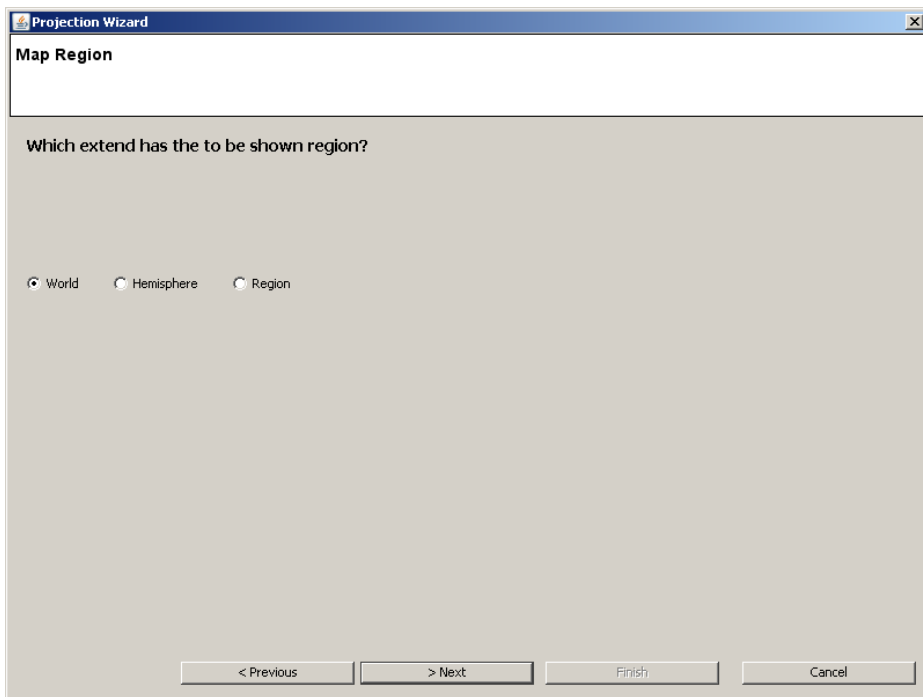 Projection Wizard
Map Region
Which extend has the to be shown region?
World Hemisphere Region
< Previous > Next Finish Cancel